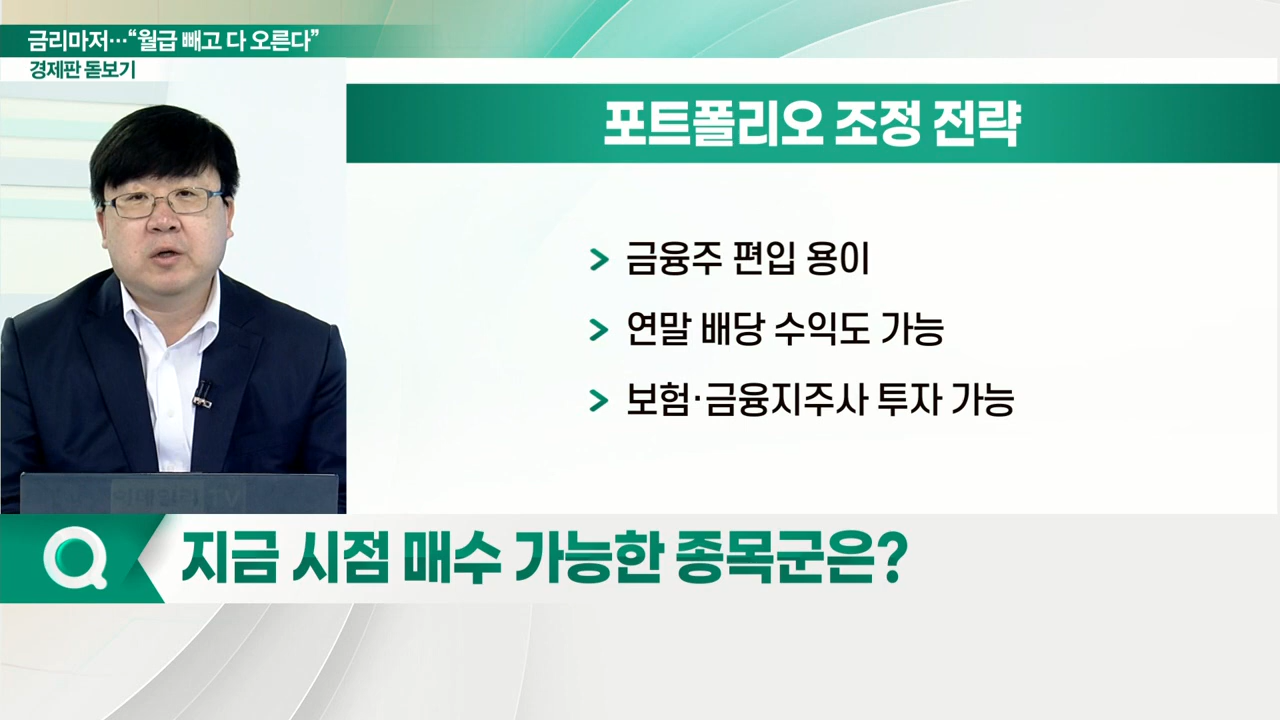 금리마저…“월급 빼고 다 오른다”
경제판 돋보기
포트폴리오 조정 전략
> 금융주 편입 용이
> 연말 배당 수익도 가능
> 보험·금융지주사 투자 가능
Q 지금 시점 매수 가능한 종목군은?